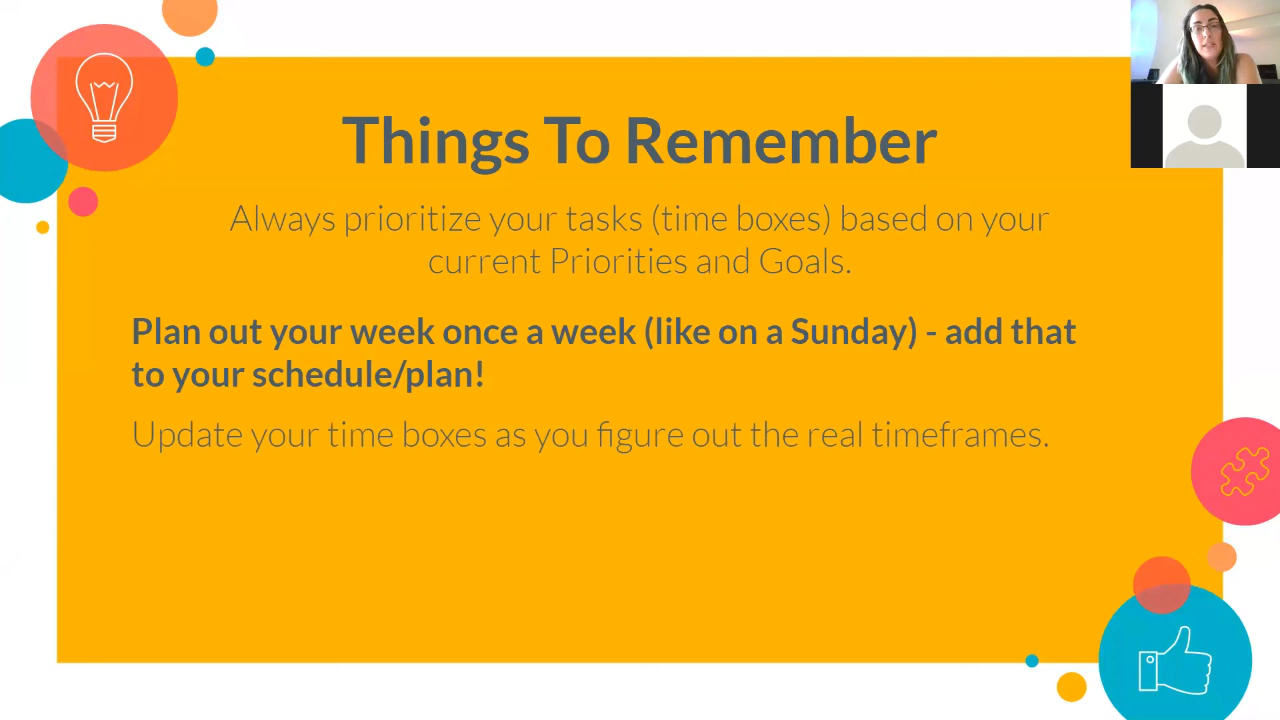 Things To Remember
Always prioritize your tasks (time boxes) based on your
current Priorities and Goals.
Plan out your week once a week (like on a Sunday) - add that
to your schedule/plan!
Update your time boxes as you figure out the real timeframes.